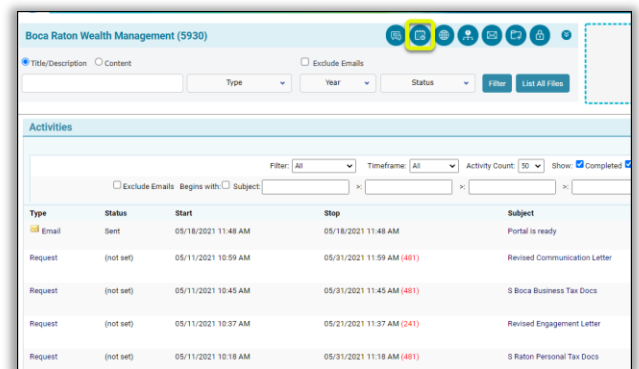 Boca Raton Wealth Management (5930)
Title/Description Content Exclude Emails
Type Year Status Filter List All Files
Activities
Filter: All Timeframe: All Activity Count: 50 Show: Completed
Exclude Emails Begins with: Subject: >: >: >:
Type Status Start Stop Subject
Email Sent 05/18/2021 11:48 AM 05/18/2021 11:48 AM Portal is ready
Request (not set) 05/11/2021 10:59 AM 05/31/2021 11:59 AM (481) Revised Communication Letter
Request (not set) 05/11/2021 10:45 AM 05/31/2021 11:45 AM (481) S Boca Business Tax Docs
Request (not set) 05/11/2021 10:37 AM 05/21/2021 11:37 AM (241) Revised Engagement Letter
Request (not set) 05/11/2021 10:18 AM 05/31/2021 11:18 AM (481) S Raton Personal Tax Docs